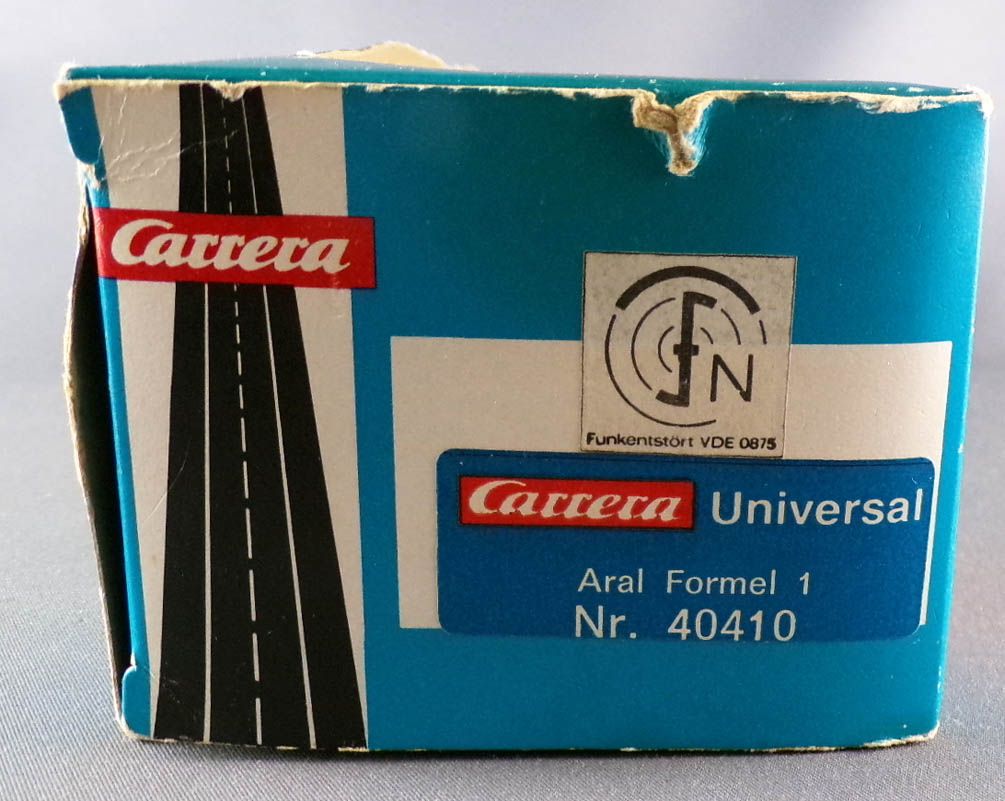 Carrera
FN
Funkentstört VDE 0875
Carrera Universal
Aral Formel 1
Nr. 40410